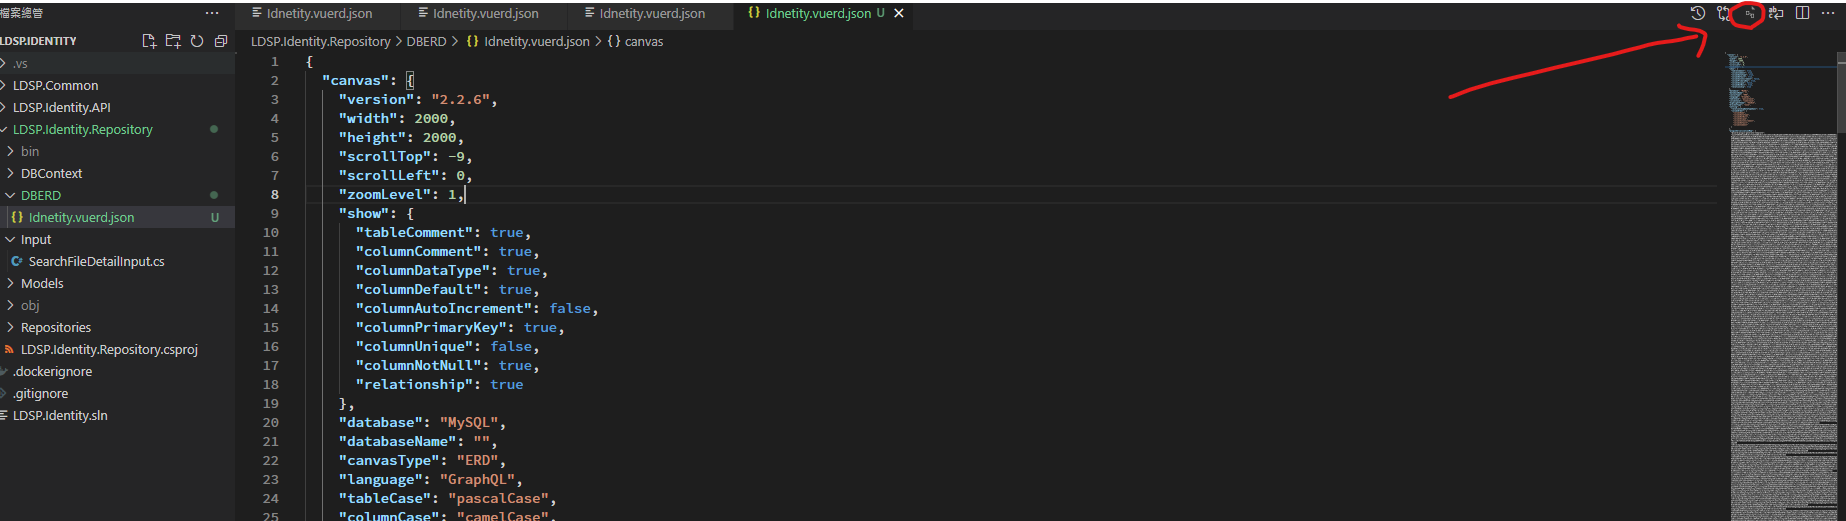 檔案總管 ···
Idnetity.vuerd.json Idnetity.vuerd.json Idnetity.vuerd.json {} Idnetity.vuerd.json U ×
LDSP.IDENTITY
LDSP.Identity.Repository > DBERD > {} Idnetity.vuerd.json > {} canvas
.vs
LDSP.Common
LDSP.Identity.API
LDSP.Identity.Repository
bin
DBContext
DBERD
{} Idnetity.vuerd.json U
Input
SearchFileDetailInput.cs
Models
obj
Repositories
LDSP.Identity.Repository.csproj
.dockerignore
.gitignore
LDSP.Identity.sln
1 {
2 "canvas": {
3 "version": "2.2.6",
4 "width": 2000,
5 "height": 2000,
6 "scrollTop": -9,
7 "scrollLeft": 0,
8 "zoomLevel": 1,
9 "show": {
10 "tableComment": true,
11 "columnComment": true,
12 "columnDataType": true,
13 "columnDefault": true,
14 "columnAutoIncrement": false,
15 "columnPrimaryKey": true,
16 "columnUnique": false,
17 "columnNotNull": true,
18 "relationship": true
19 },
20 "database": "MySQL",
21 "databaseName": "",
22 "canvasType": "ERD",
23 "language": "GraphQL",
24 "tableCase": "pascalCase",
25 "columnCase": "camelCase",